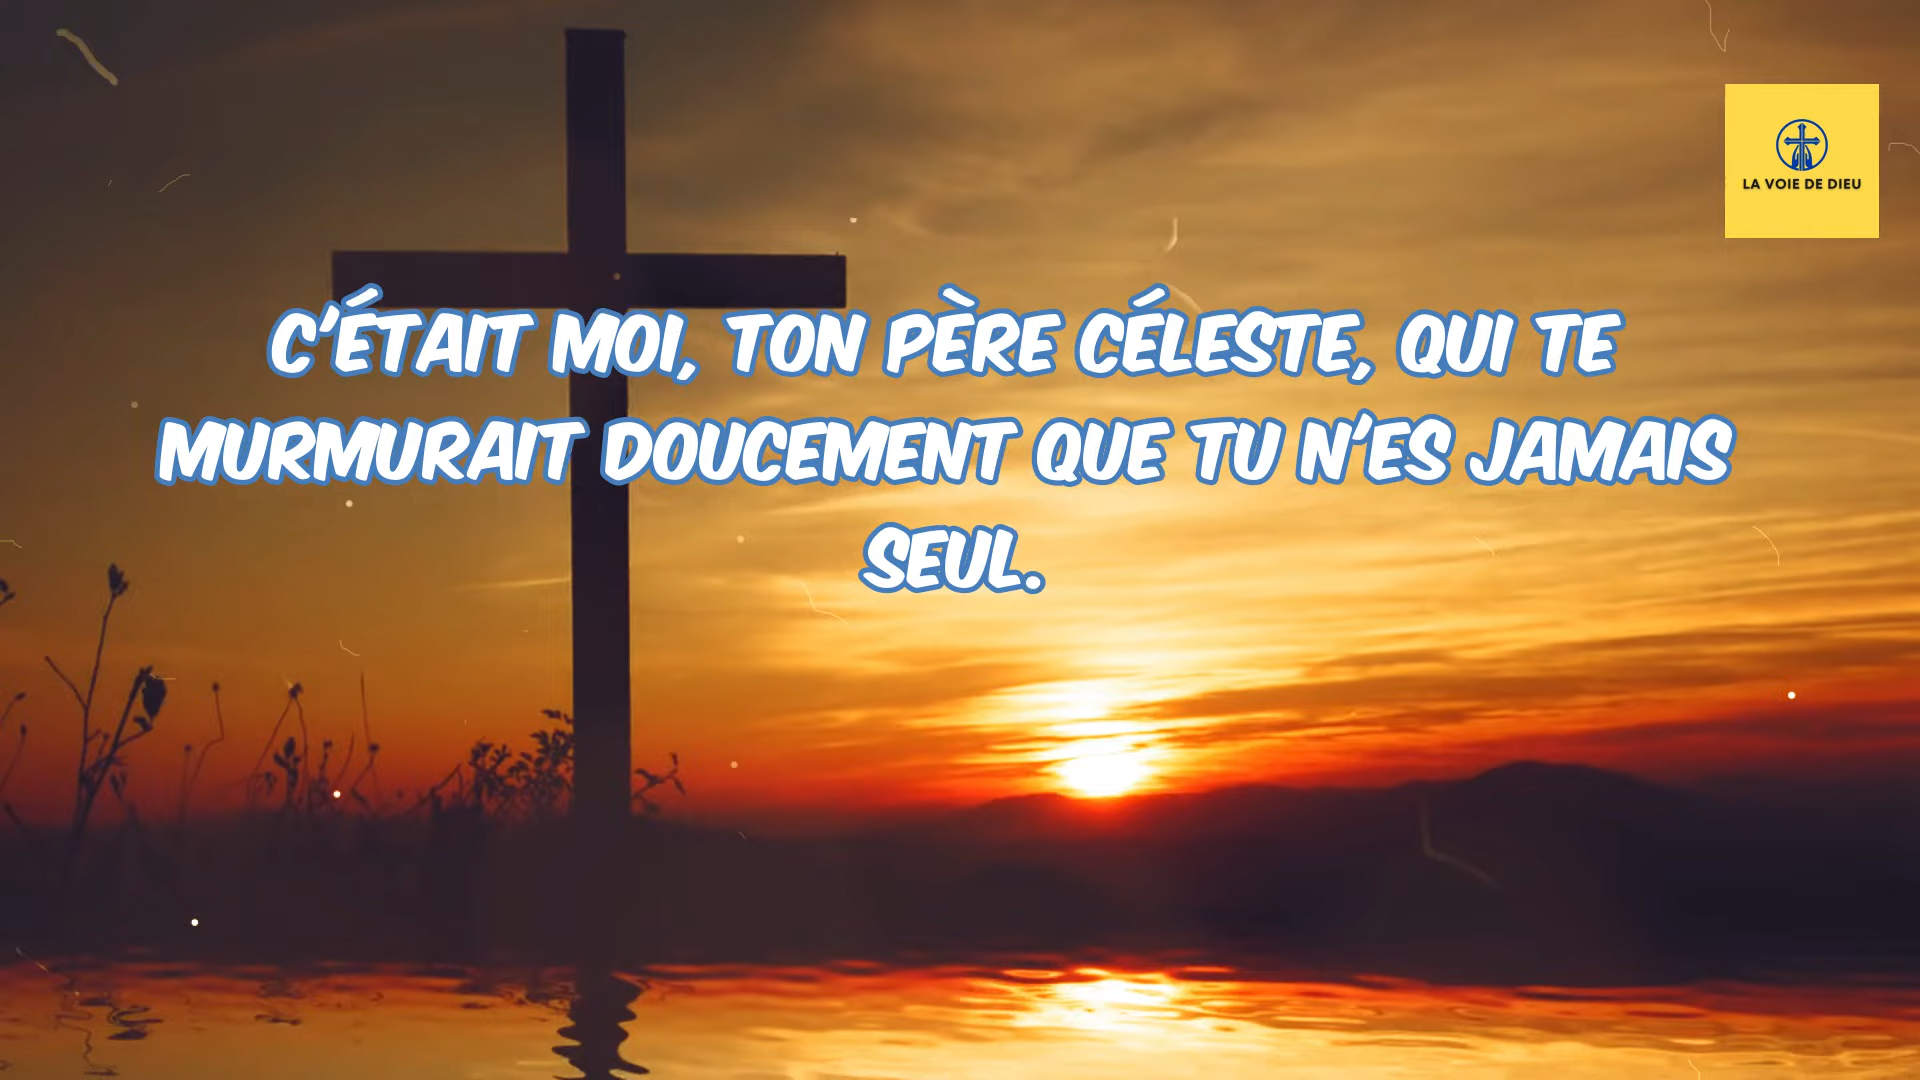 LA VOIE DE DIEU
C'ÉTAIT MOI, TON PÈRE CÉLESTE, QUI TE
MURMURAIT DOUCEMENT QUE TU N'ES JAMAIS
SEUL.